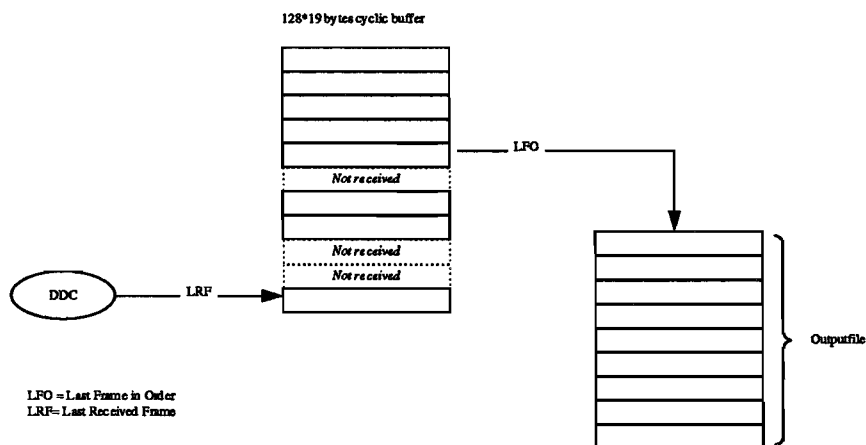 128*19 bytes cyclic buffer
LFO
Not received
Not received
Not received
DDC
LRF
Outputfile
LFO = Last Frame in Order
LRF= Last Received Frame